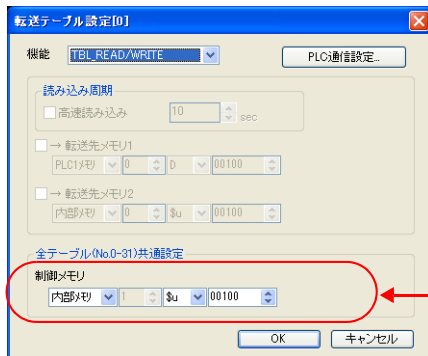 転送テーブル設定[0]
機能 TBL_READ/WRITE PLC通信設定...
読み込み周期
高速読み込み 10 sec
→ 転送先メモリ1
PLC1メモリ 0 D 00100
→ 転送先メモリ2
内部メモリ 0 $u 00100
全テーブル(No.0-31)共通設定
制御メモリ
内部メモリ 1 $u 00100
OK キャンセル